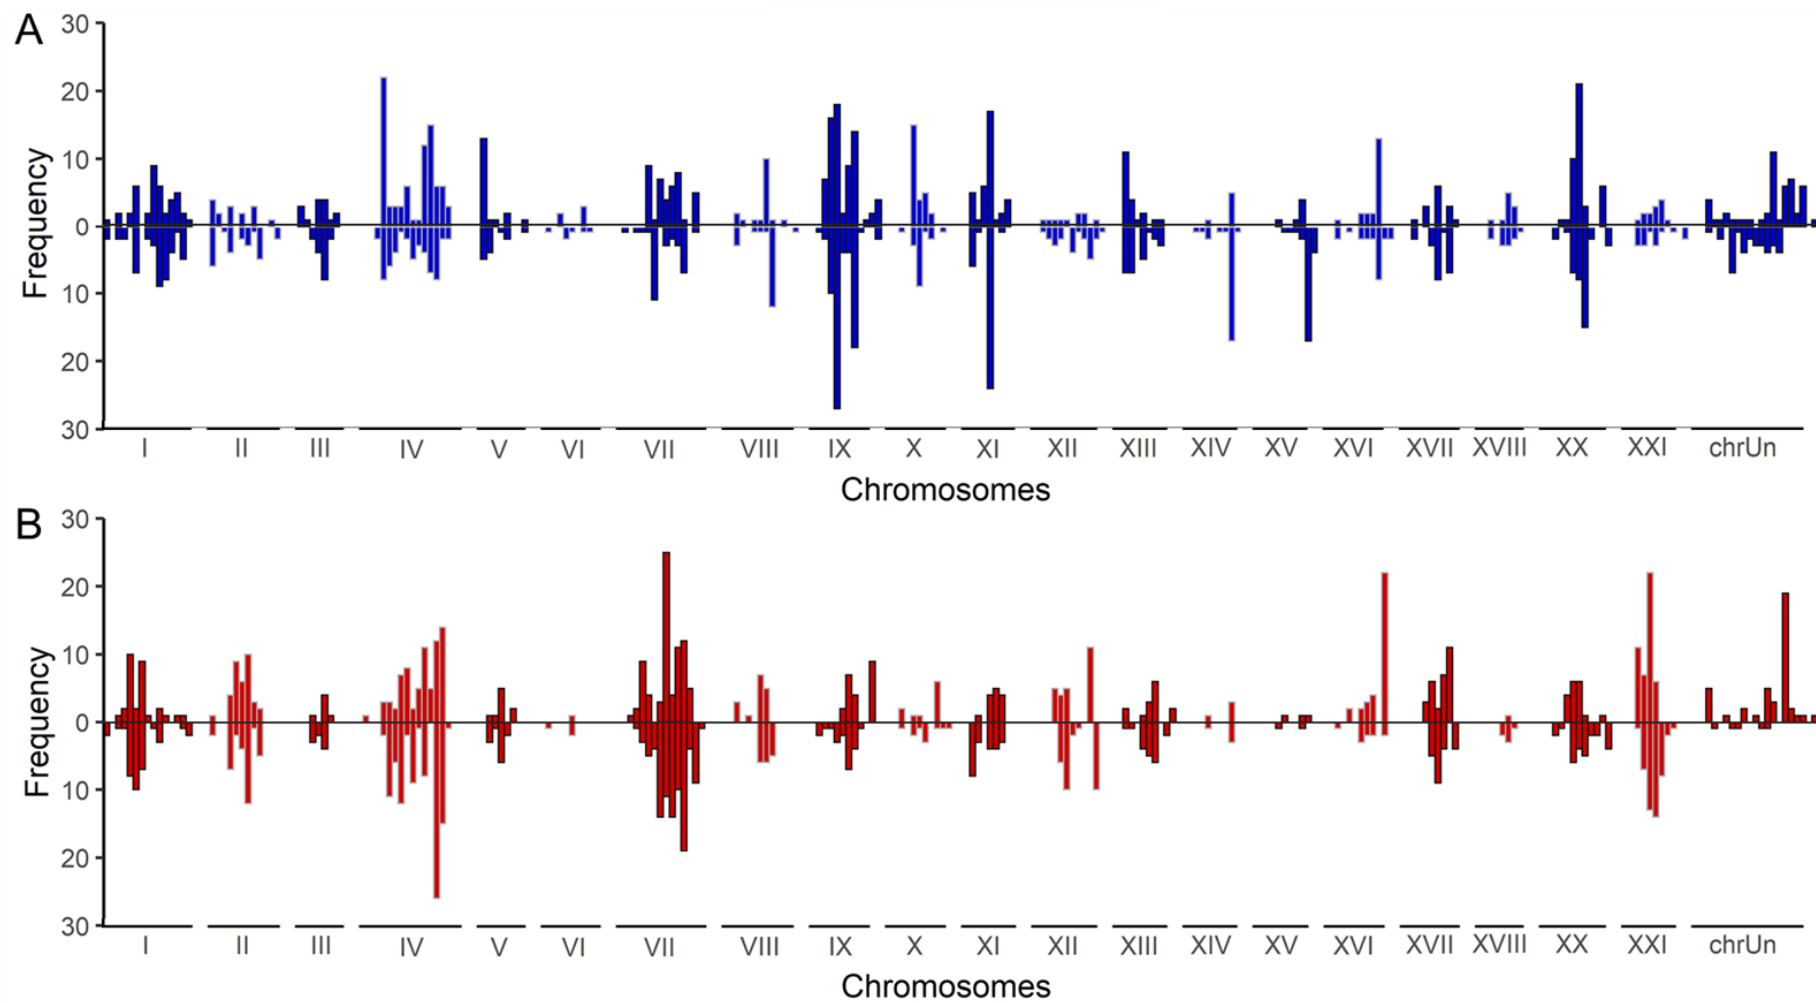 A
30
20
10
0
10
20
30
Frequency
I II III IV V VI VII VIII IX X XI XII XIII XIV XV XVI XVII XVIII XX XXI chrUn
Chromosomes
B
30
20
10
0
10
20
30
Frequency
I II III IV V VI VII VIII IX X XI XII XIII XIV XV XVI XVII XVIII XX XXI chrUn
Chromosomes